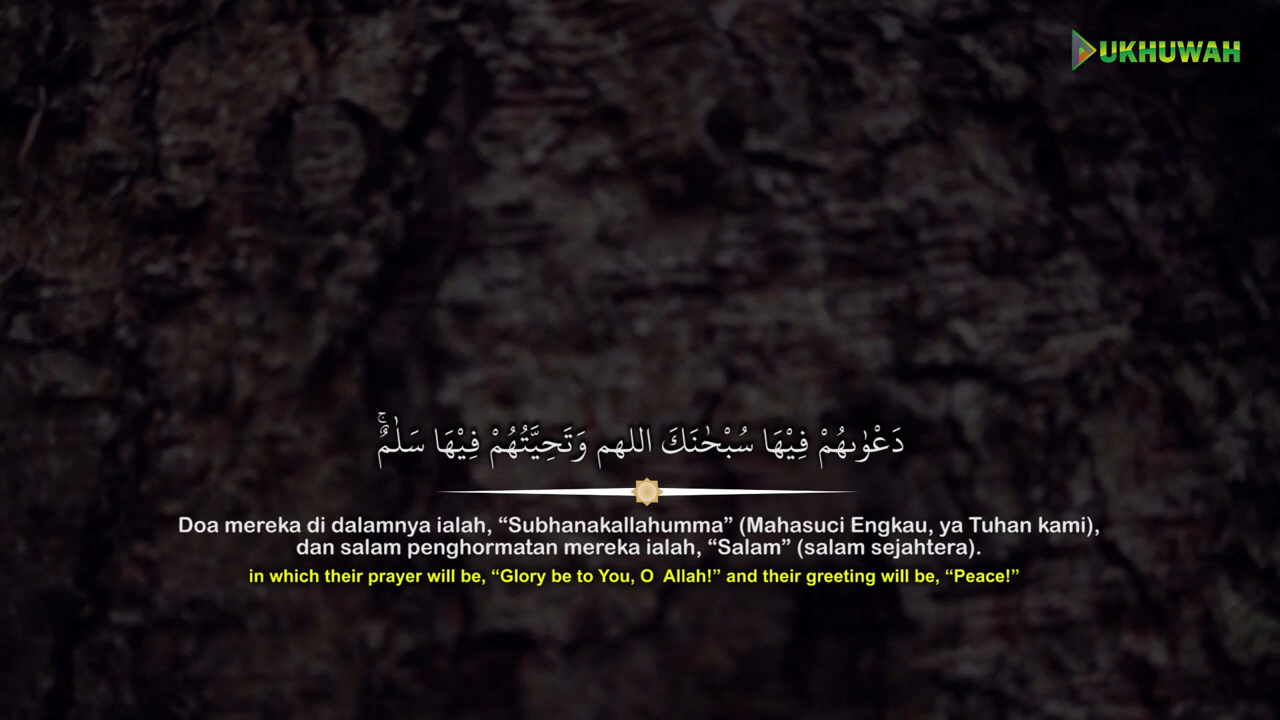 UKHUWAH
دَعْوٰىهُمْ فِيْهَا سُبْحٰنَكَ اللهم وَتَحِيَّتُهُمْ فِيْهَا سَلٰمٌۚ
Doa mereka di dalamnya ialah, “Subhanakallahumma” (Mahasuci Engkau, ya Tuhan kami),
dan salam penghormatan mereka ialah, “Salam” (salam sejahtera).
in which their prayer will be, “Glory be to You, O  Allah!” and their greeting will be, “Peace!”